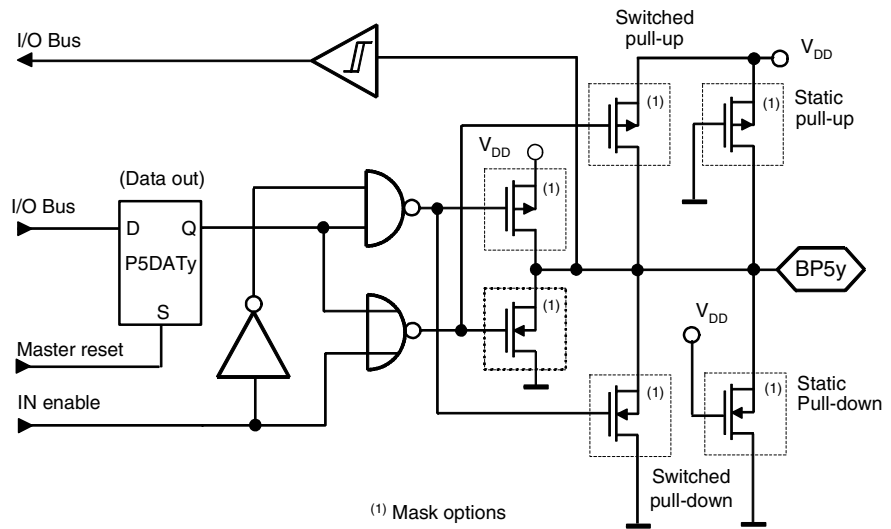 Switched
pull-up
I/O Bus
V_DD
(1)
(1)
Static
pull-up
V_DD
(1)
(Data out)
I/O Bus
D Q
P5DATy
S
BP5y
(1)
V_DD
Master reset
IN enable
(1)
(1)
Static
Pull-down
Switched
pull-down
(1) Mask options